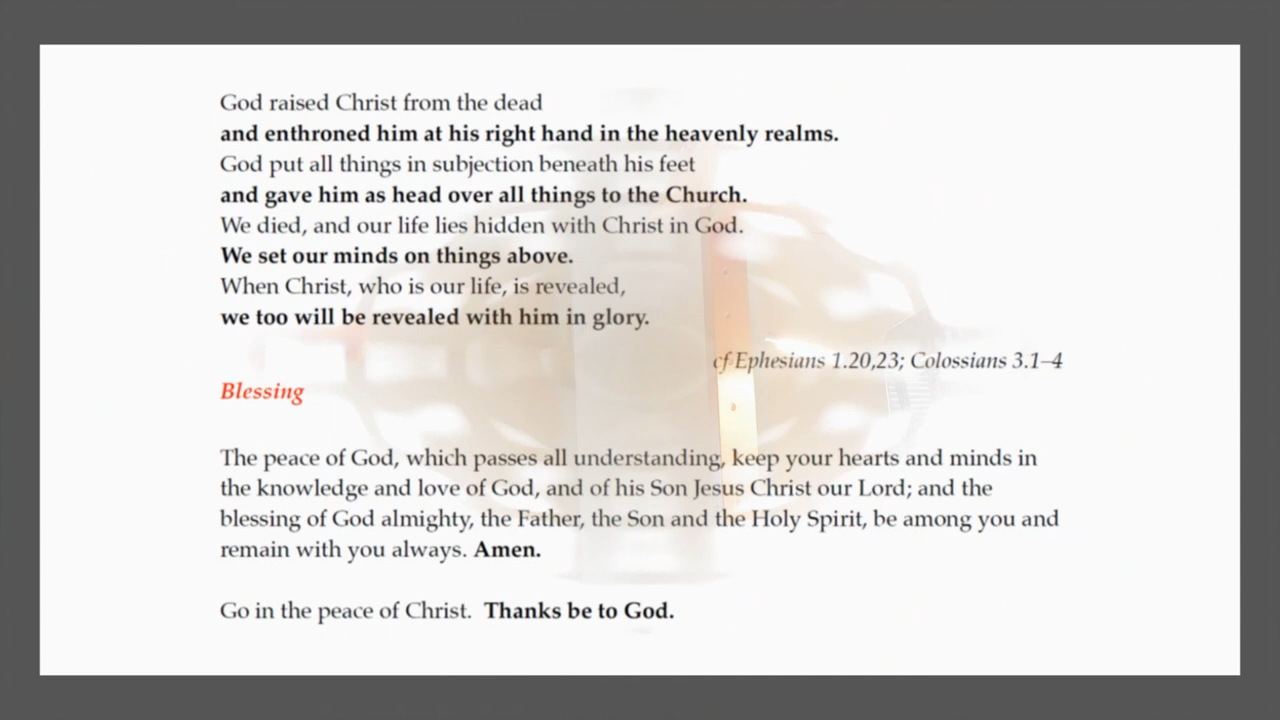 God raised Christ from the dead
and enthroned him at his right hand in the heavenly realms.
God put all things in subjection beneath his feet
and gave him as head over all things to the Church.
We died, and our life lies hidden with Christ in God.
We set our minds on things above.
When Christ, who is our life, is revealed,
we too will be revealed with him in glory.
cf Ephesians 1.20,23; Colossians 3.1–4
Blessing
The peace of God, which passes all understanding, keep your hearts and minds in
the knowledge and love of God, and of his Son Jesus Christ our Lord; and the
blessing of God almighty, the Father, the Son and the Holy Spirit, be among you and
remain with you always. Amen.
Go in the peace of Christ. Thanks be to God.